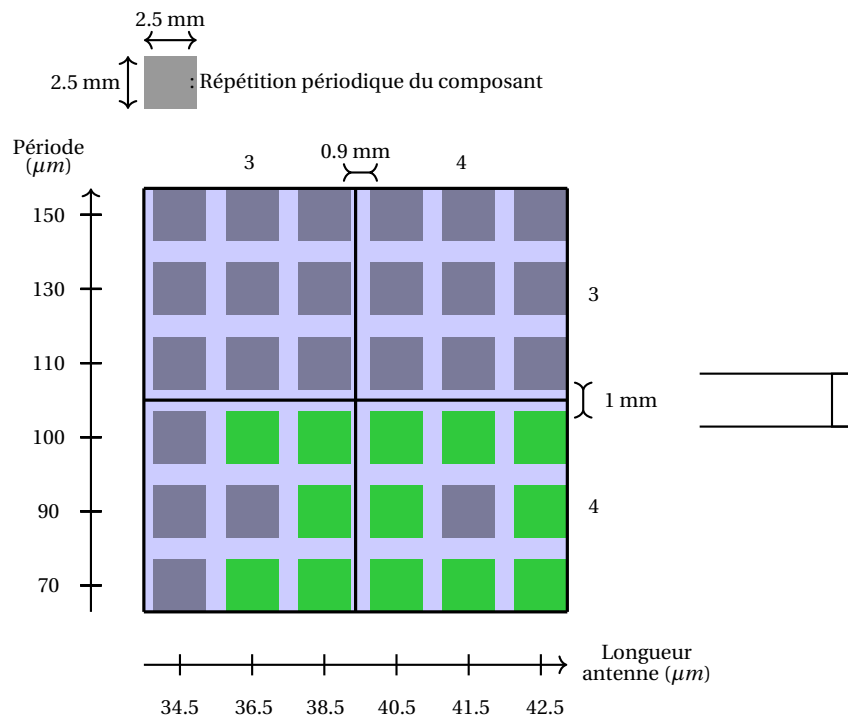 2.5 mm
2.5 mm
: Répétition périodique du composant
Période
(μm)
3
0.9 mm
4
150
130
110
100
90
70
3
1 mm
4
Longueur
antenne (μm)
34.5
36.5
38.5
40.5
41.5
42.5